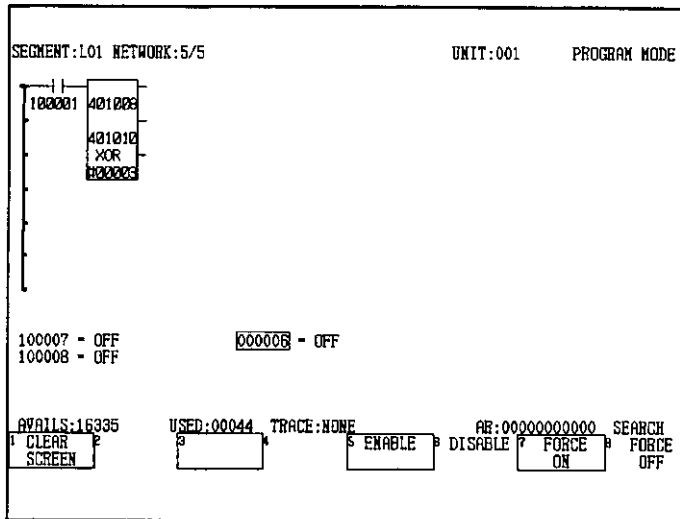 SEGMENT:L01 NETWORK:5/5 UNIT:001 PROGRAM MODE
100001 401008
401010
XOR
#00003
100007 = OFF 000006 = OFF
100008 = OFF
AVAILS:16335 USED:00044 TRACE:NONE AR:00000000000 SEARCH
1 CLEAR SCREEN 2 3 4 5 ENABLE 6 DISABLE 7 FORCE ON 8 FORCE OFF